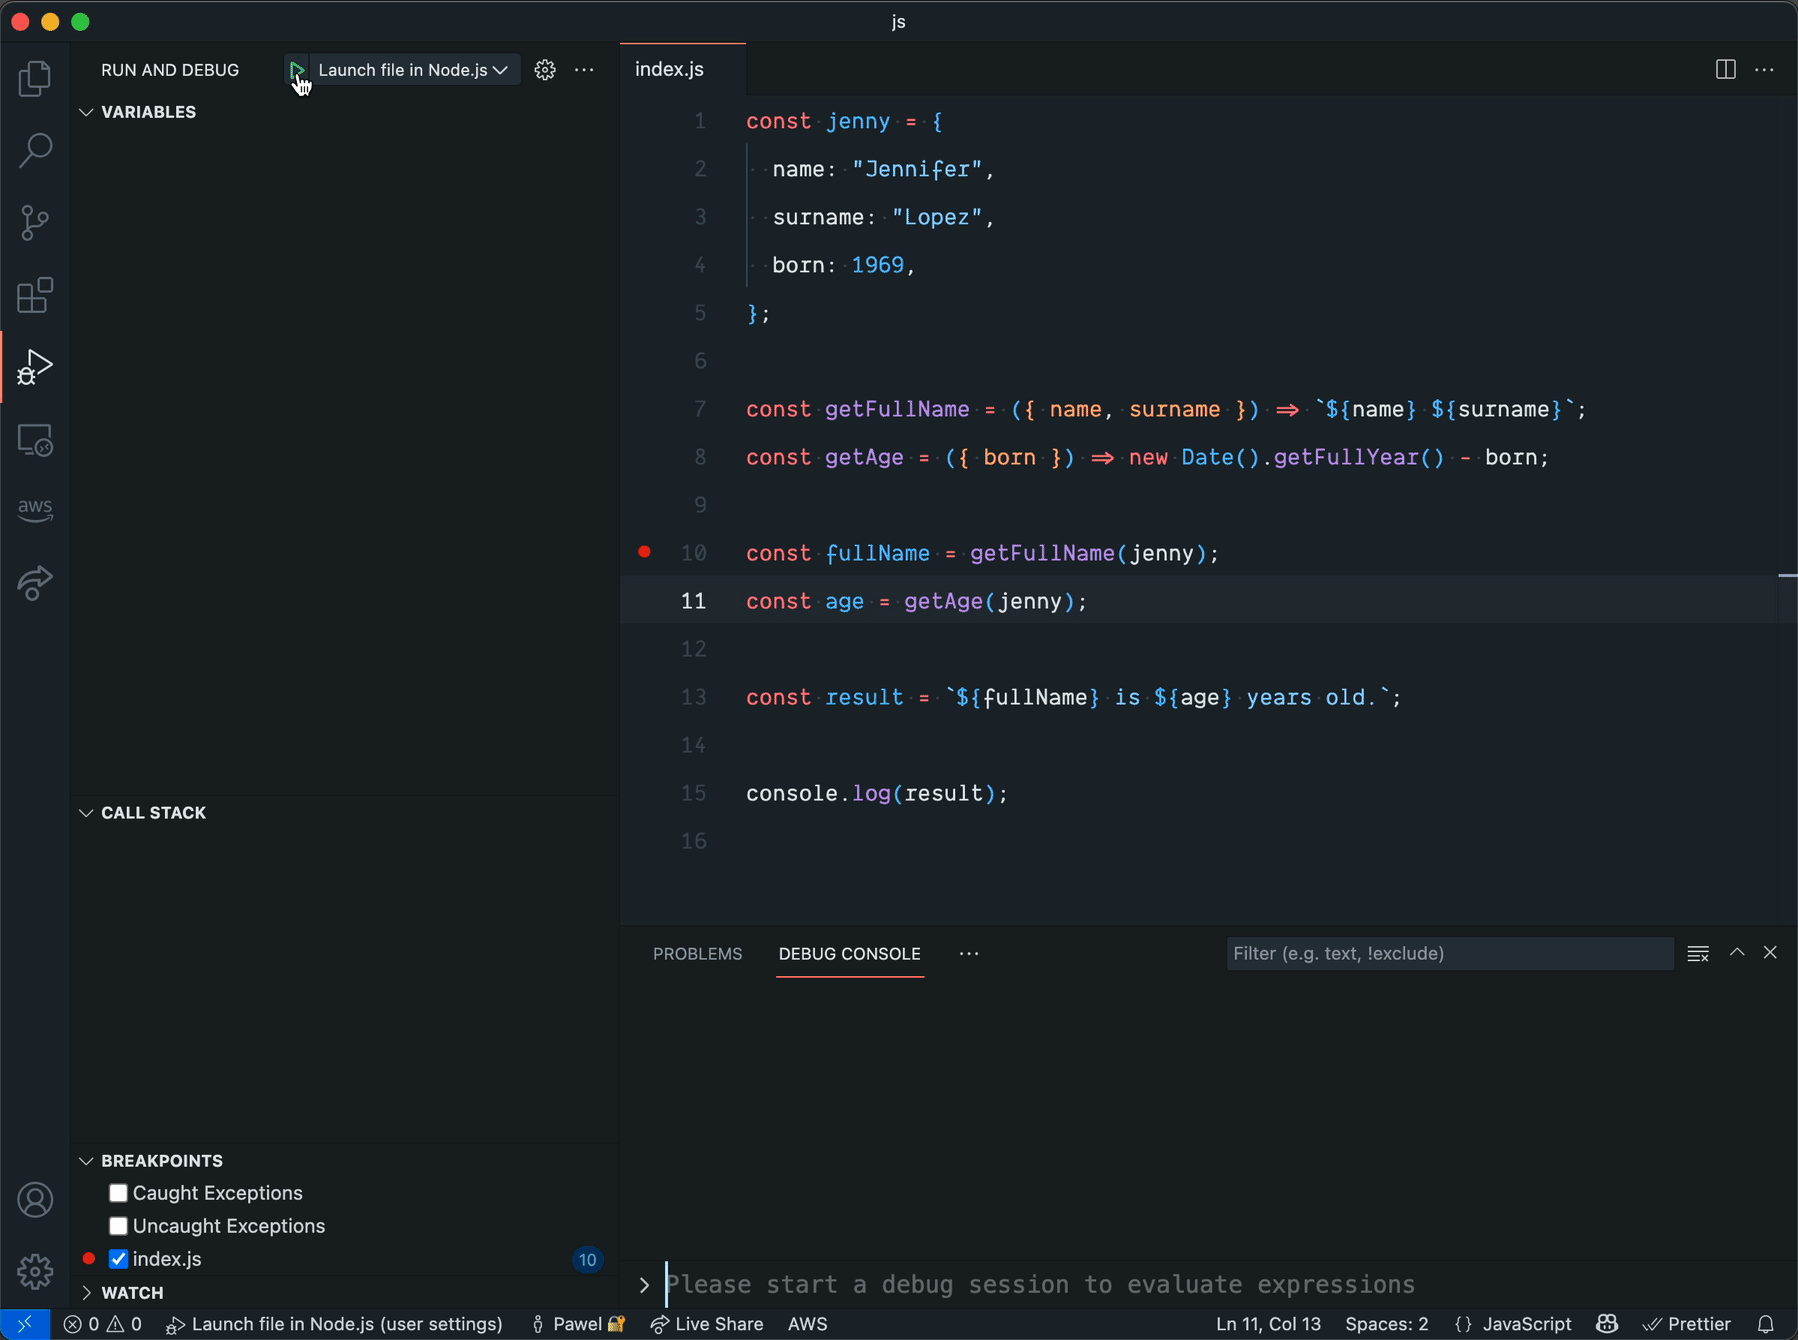 js
RUN AND DEBUG
Launch file in Node.js
index.js
VARIABLES
aws
1 const jenny = {
2 name: "Jennifer",
3 surname: "Lopez",
4 born: 1969,
5 };
6
7 const getFullName = ({ name, surname }) => `${name} ${surname}`;
8 const getAge = ({ born }) => new Date().getFullYear() - born;
9
10 const fullName = getFullName(jenny);
11 const age = getAge(jenny);
12
13 const result = `${fullName} is ${age} years old.`;
14
15 console.log(result);
16
CALL STACK
PROBLEMS
DEBUG CONSOLE
Filter (e.g. text, !exclude)
BREAKPOINTS
Caught Exceptions
Uncaught Exceptions
index.js 10
WATCH
> Please start a debug session to evaluate expressions
0 0 Launch file in Node.js (user settings) Pawel Live Share AWS Ln 11, Col 13 Spaces: 2 {} JavaScript Prettier